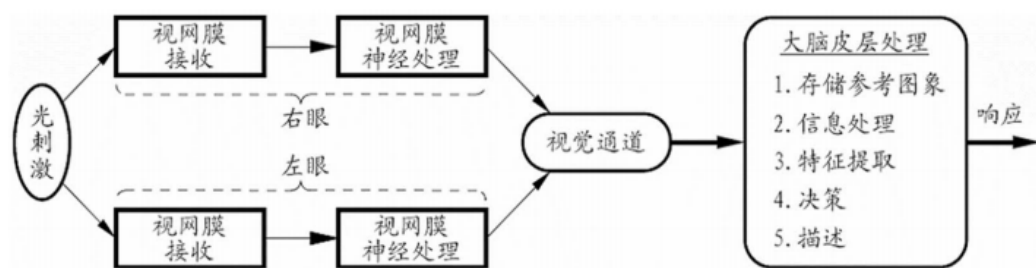 光刺激
视网膜
接收
视网膜
神经处理
右眼
左眼
视网膜
接收
视网膜
神经处理
视觉通道
大脑皮层处理
1. 存储参考图象
2. 信息处理
3. 特征提取
4. 决策
5. 描述
响应